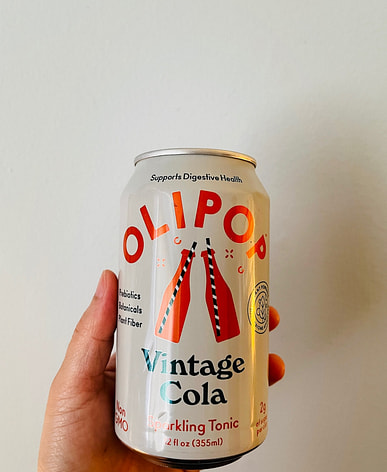 Supports Digestive Health
OLIPOP
Prebiotics
Botanicals
Plant Fiber
Vintage
Cola
Non
GMO
Sparkling Tonic
2g
12 fl oz (355ml)